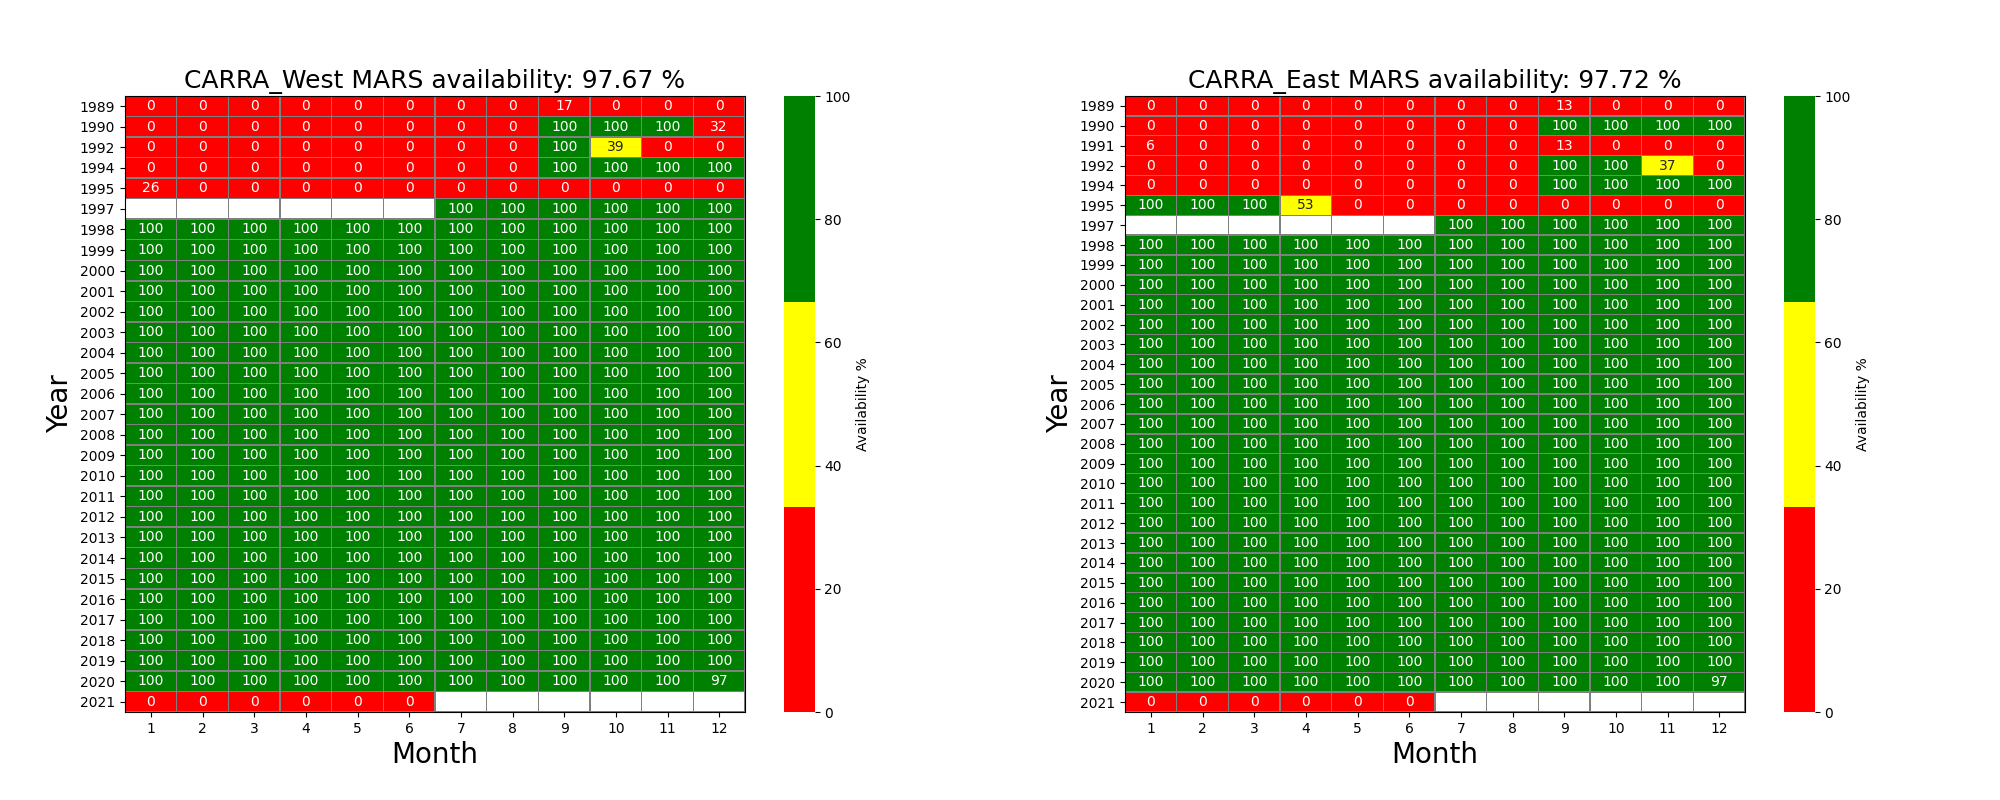 CARRA_West MARS availability: 97.67 %
1989 0 0 0 0 0 0 0 0 17 0 0 0
1990 0 0 0 0 0 0 0 0 100 100 100 32
1992 0 0 0 0 0 0 0 0 100 39 0 0
1994 0 0 0 0 0 0 0 0 100 100 100 100
1995 26 0 0 0 0 0 0 0 0 0 0 0
1997 100 100 100 100 100 100
1998 100 100 100 100 100 100 100 100 100 100 100 100
1999 100 100 100 100 100 100 100 100 100 100 100 100
2000 100 100 100 100 100 100 100 100 100 100 100 100
2001 100 100 100 100 100 100 100 100 100 100 100 100
2002 100 100 100 100 100 100 100 100 100 100 100 100
2003 100 100 100 100 100 100 100 100 100 100 100 100
2004 100 100 100 100 100 100 100 100 100 100 100 100
2005 100 100 100 100 100 100 100 100 100 100 100 100
2006 100 100 100 100 100 100 100 100 100 100 100 100
2007 100 100 100 100 100 100 100 100 100 100 100 100
2008 100 100 100 100 100 100 100 100 100 100 100 100
2009 100 100 100 100 100 100 100 100 100 100 100 100
2010 100 100 100 100 100 100 100 100 100 100 100 100
2011 100 100 100 100 100 100 100 100 100 100 100 100
2012 100 100 100 100 100 100 100 100 100 100 100 100
2013 100 100 100 100 100 100 100 100 100 100 100 100
2014 100 100 100 100 100 100 100 100 100 100 100 100
2015 100 100 100 100 100 100 100 100 100 100 100 100
2016 100 100 100 100 100 100 100 100 100 100 100 100
2017 100 100 100 100 100 100 100 100 100 100 100 100
2018 100 100 100 100 100 100 100 100 100 100 100 100
2019 100 100 100 100 100 100 100 100 100 100 100 100
2020 100 100 100 100 100 100 100 100 100 100 100 97
2021 0 0 0 0 0 0
1 2 3 4 5 6 7 8 9 10 11 12
Month
Year
100
80
60
40
20
0
Availability %
CARRA_East MARS availability: 97.72 %
1989 0 0 0 0 0 0 0 0 13 0 0 0
1990 0 0 0 0 0 0 0 0 100 100 100 100
1991 6 0 0 0 0 0 0 0 13 0 0 0
1992 0 0 0 0 0 0 0 0 100 100 37 0
1994 0 0 0 0 0 0 0 0 100 100 100 100
1995 100 100 100 53 0 0 0 0 0 0 0 0
1997 100 100 100 100 100 100
1998 100 100 100 100 100 100 100 100 100 100 100 100
1999 100 100 100 100 100 100 100 100 100 100 100 100
2000 100 100 100 100 100 100 100 100 100 100 100 100
2001 100 100 100 100 100 100 100 100 100 100 100 100
2002 100 100 100 100 100 100 100 100 100 100 100 100
2003 100 100 100 100 100 100 100 100 100 100 100 100
2004 100 100 100 100 100 100 100 100 100 100 100 100
2005 100 100 100 100 100 100 100 100 100 100 100 100
2006 100 100 100 100 100 100 100 100 100 100 100 100
2007 100 100 100 100 100 100 100 100 100 100 100 100
2008 100 100 100 100 100 100 100 100 100 100 100 100
2009 100 100 100 100 100 100 100 100 100 100 100 100
2010 100 100 100 100 100 100 100 100 100 100 100 100
2011 100 100 100 100 100 100 100 100 100 100 100 100
2012 100 100 100 100 100 100 100 100 100 100 100 100
2013 100 100 100 100 100 100 100 100 100 100 100 100
2014 100 100 100 100 100 100 100 100 100 100 100 100
2015 100 100 100 100 100 100 100 100 100 100 100 100
2016 100 100 100 100 100 100 100 100 100 100 100 100
2017 100 100 100 100 100 100 100 100 100 100 100 100
2018 100 100 100 100 100 100 100 100 100 100 100 100
2019 100 100 100 100 100 100 100 100 100 100 100 100
2020 100 100 100 100 100 100 100 100 100 100 100 97
2021 0 0 0 0 0 0
1 2 3 4 5 6 7 8 9 10 11 12
Month
Year
100
80
60
40
20
0
Availability %